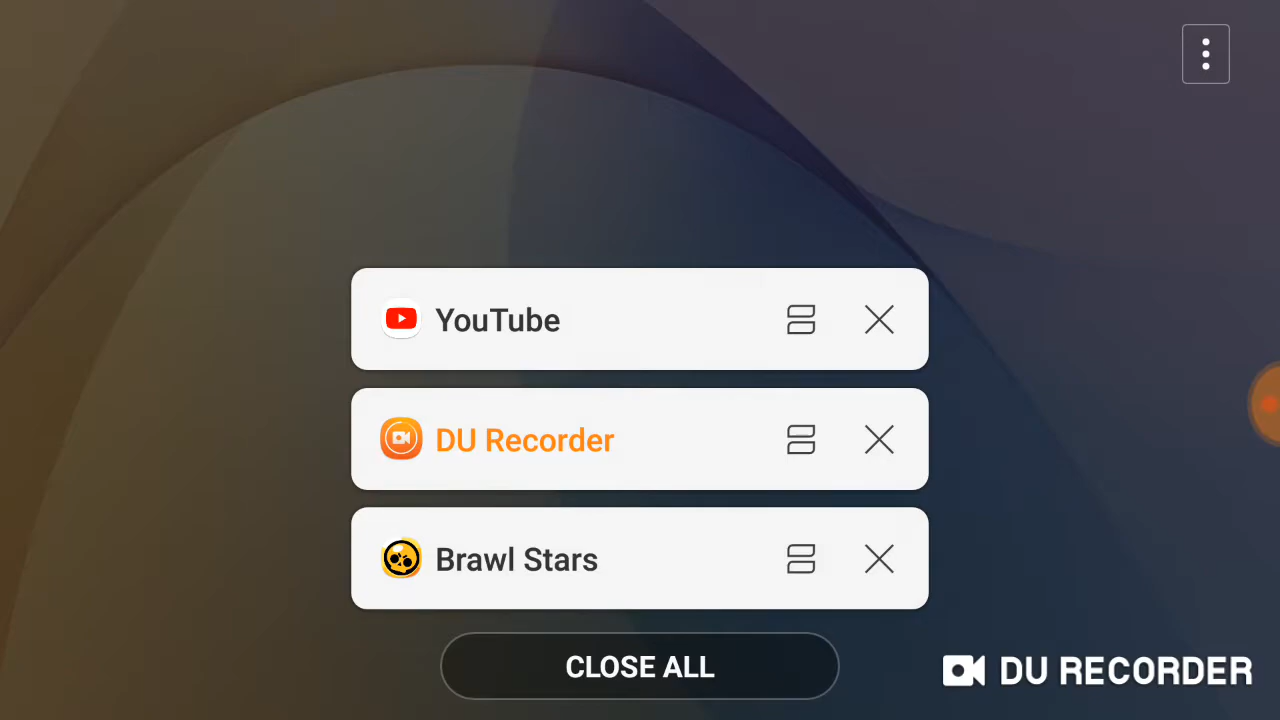 YouTube
DU Recorder
Brawl Stars
CLOSE ALL
DU RECORDER